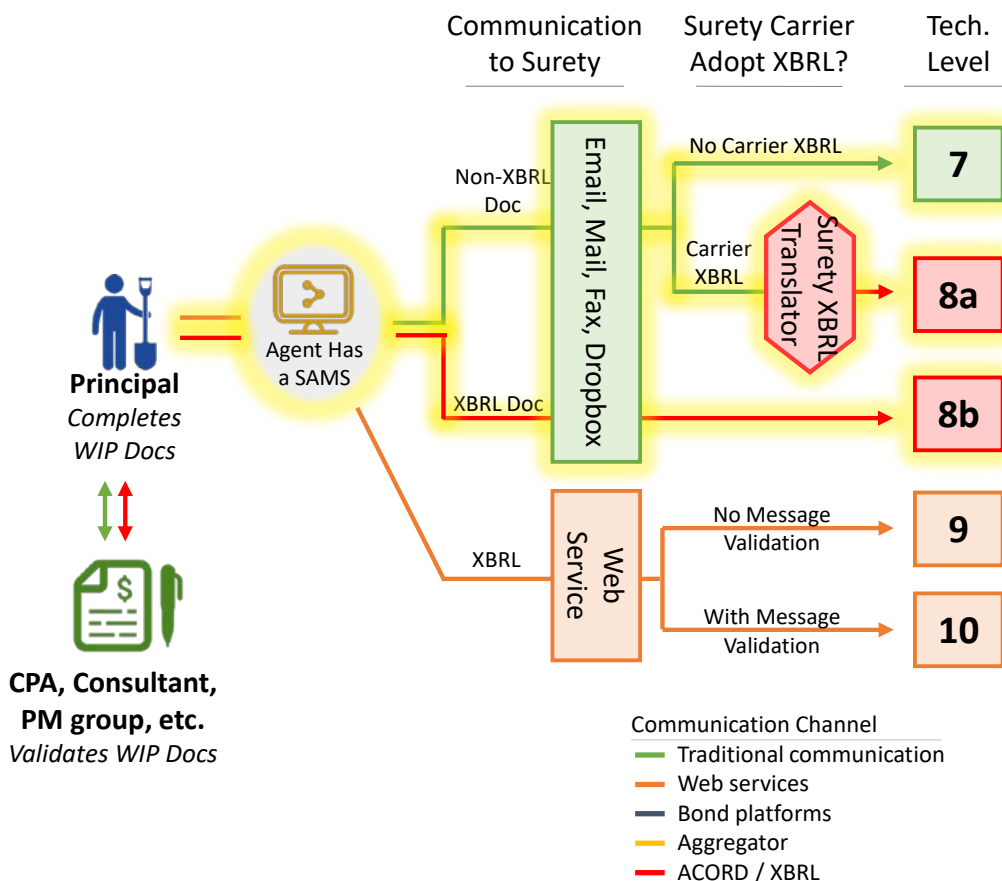 Communication
to Surety
Surety Carrier
Adopt XBRL?
Tech.
Level
Non-XBRL
Doc
Email, Mail, Fax, Dropbox
No Carrier XBRL
7
Carrier
XBRL
Surety XBRL
Translator
8a
Agent Has
a SAMS
Principal
Completes
WIP Docs
XBRL Doc
8b
XBRL
Web
Service
No Message
Validation
9
With Message
Validation
10
$
CPA, Consultant,
PM group, etc.
Validates WIP Docs
Communication Channel
Traditional communication
Web services
Bond platforms
Aggregator
ACORD / XBRL